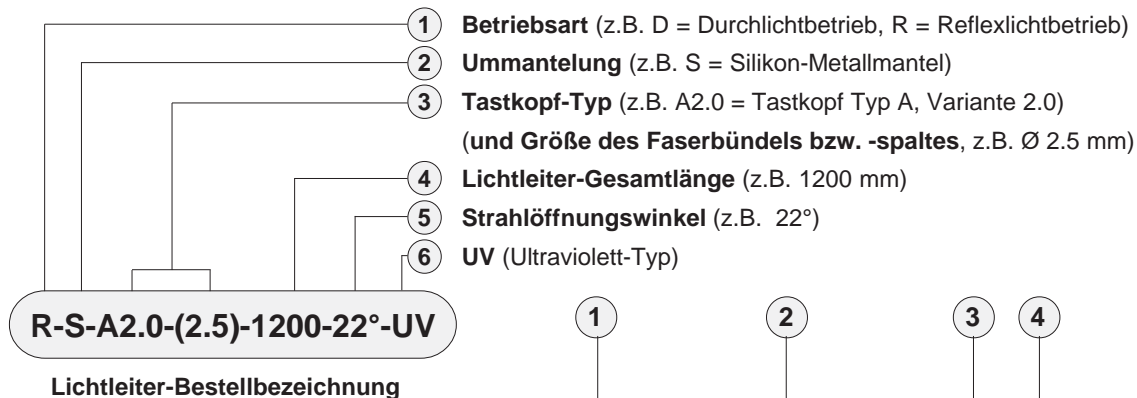 1 Betriebsart (z.B. D = Durchlichtbetrieb, R = Reflexlichtbetrieb)
2 Ummantelung (z.B. S = Silikon-Metallmantel)
3 Tastkopf-Typ (z.B. A2.0 = Tastkopf Typ A, Variante 2.0)
(und Größe des Faserbündels bzw. -spaltes, z.B. Ø 2.5 mm)
4 Lichtleiter-Gesamtlänge (z.B. 1200 mm)
5 Strahlöffnungswinkel (z.B. 22°)
6 UV (Ultraviolett-Typ)
R-S-A2.0-(2.5)-1200-22°-UV
Lichtleiter-Bestellbezeichnung
1 2 3 4